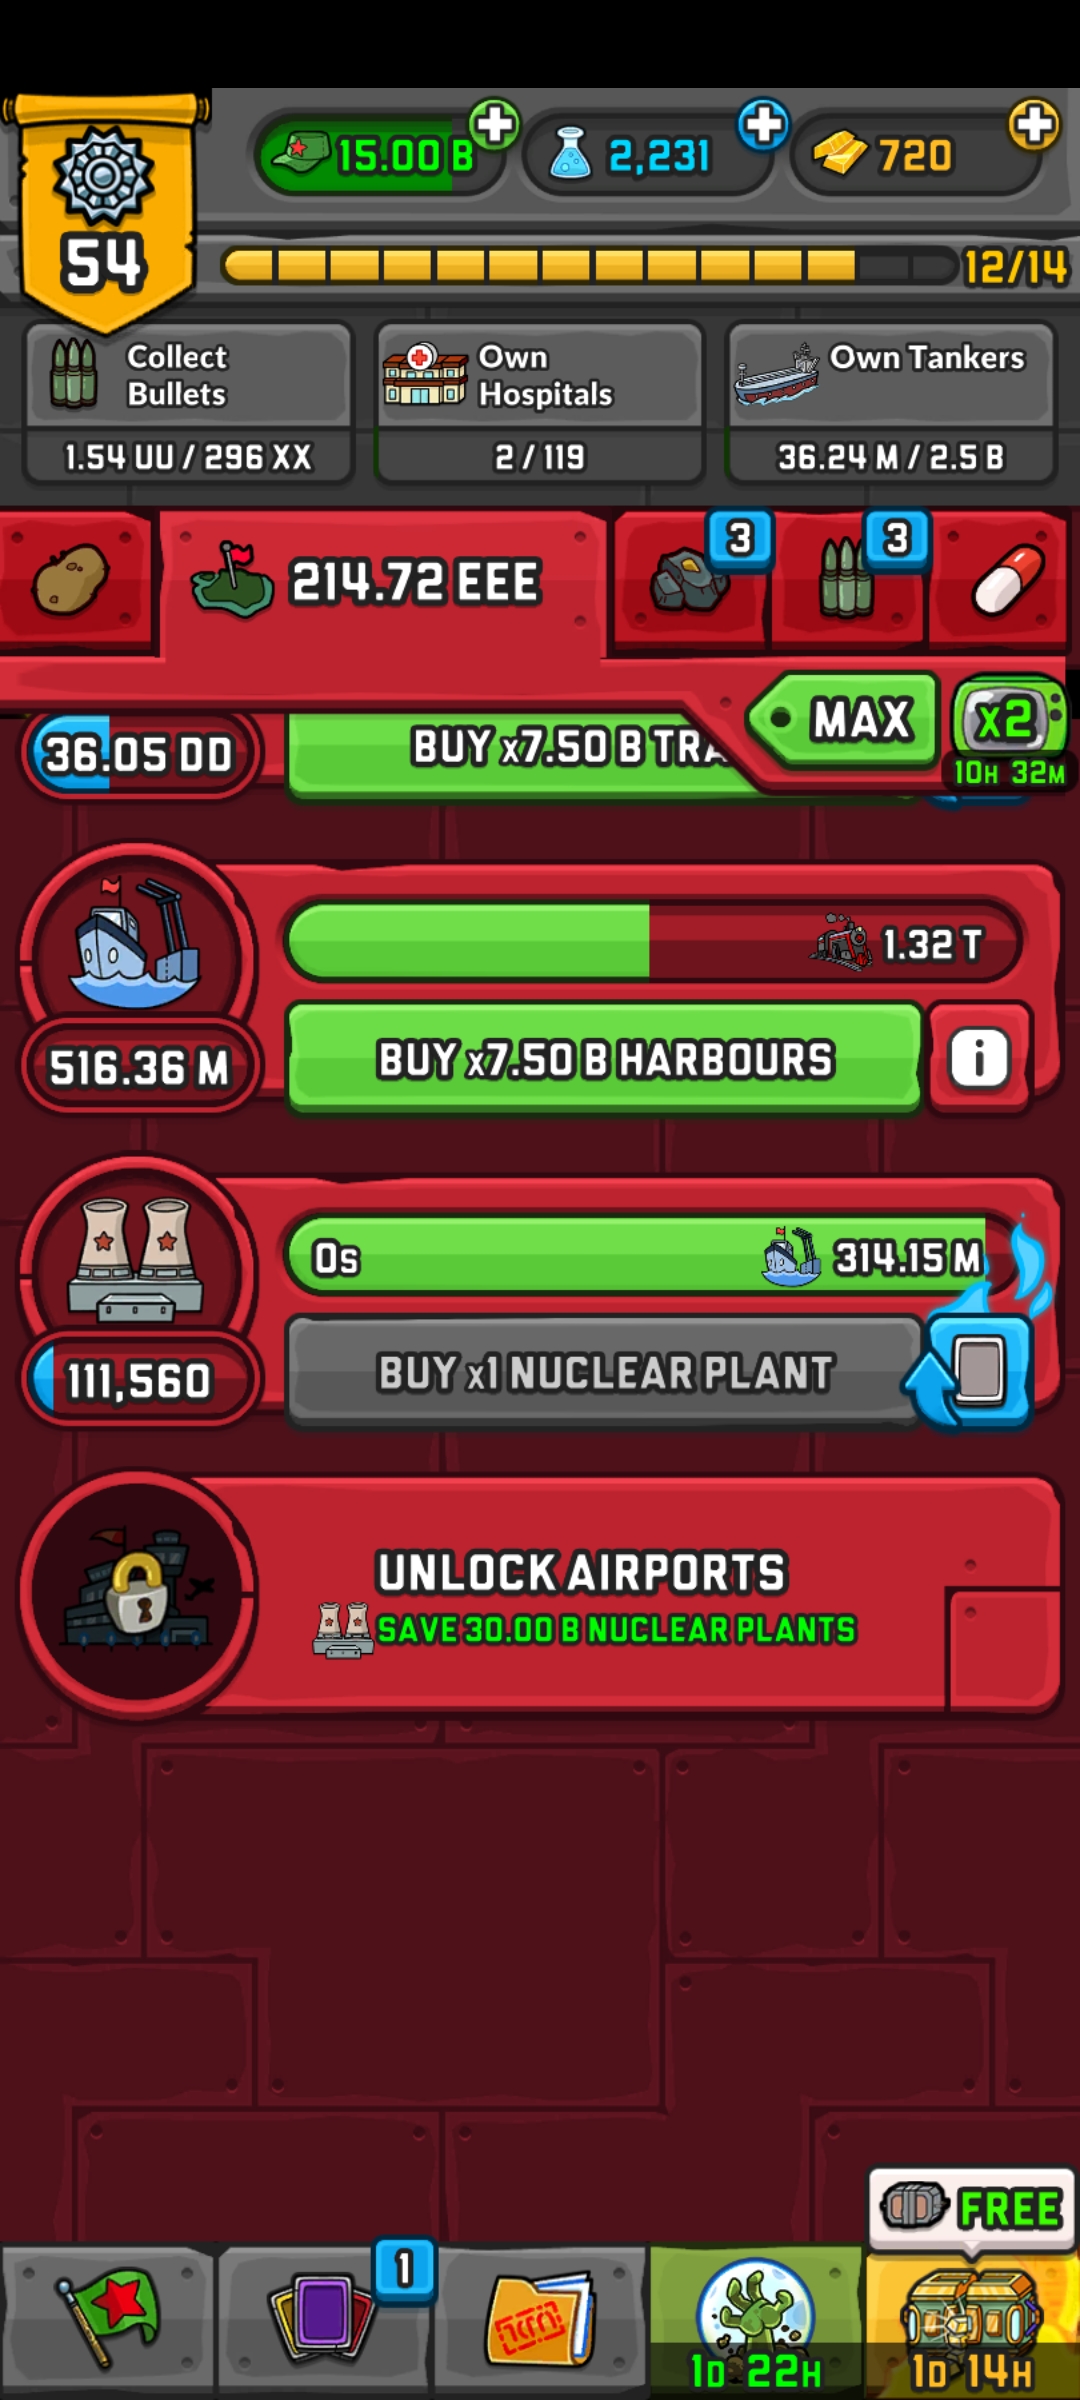 54
15.00 B
2,231
720
12/14
Collect
Bullets
1.54 UU / 296 XX
Own
Hospitals
2 / 119
Own Tankers
36.24 M / 2.5 B
214.72 EEE
3
3
MAX
x2
10H 32M
36.05 DD
BUY x7.50 B TRA
1.32 T
516.36 M
BUY x7.50 B HARBOURS
i
0s
314.15 M
111,560
BUY x1 NUCLEAR PLANT
UNLOCK AIRPORTS
SAVE 30.00 B NUCLEAR PLANTS
FREE
1
1D 22H
1D 14H